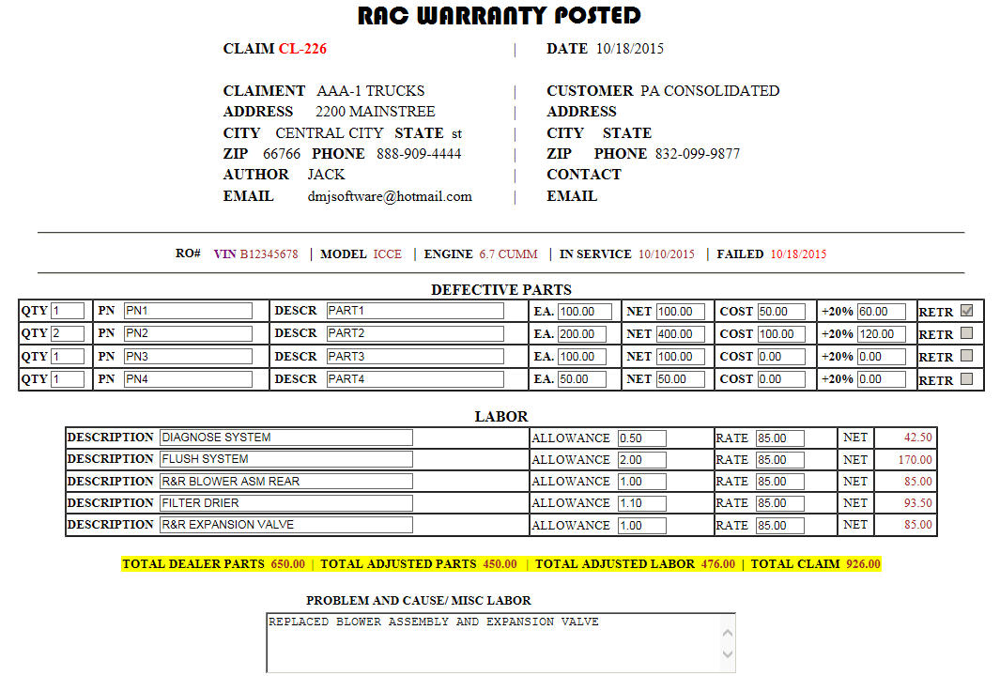 RAC WARRANTY POSTED
CLAIM CL-226 | DATE 10/18/2015
CLAIMENT AAA-1 TRUCKS | CUSTOMER PA CONSOLIDATED
ADDRESS 2200 MAINSTREE | ADDRESS
CITY CENTRAL CITY STATE st | CITY STATE
ZIP 66766 PHONE 888-909-4444 | ZIP PHONE 832-099-9877
AUTHOR JACK | CONTACT
EMAIL dmjsoftware@hotmail.com | EMAIL
RO# VIN B12345678 | MODEL ICCE | ENGINE 6.7 CUMM | IN SERVICE 10/10/2015 | FAILED 10/18/2015
DEFECTIVE PARTS
QTY 1 PN PN1 DESCR PART1 EA. 100.00 NET 100.00 COST 50.00 +20% 60.00 RETR
QTY 2 PN PN2 DESCR PART2 EA. 200.00 NET 400.00 COST 100.00 +20% 120.00 RETR
QTY 1 PN PN3 DESCR PART3 EA. 100.00 NET 100.00 COST 0.00 +20% 0.00 RETR
QTY 1 PN PN4 DESCR PART4 EA. 50.00 NET 50.00 COST 0.00 +20% 0.00 RETR
LABOR
DESCRIPTION DIAGNOSE SYSTEM ALLOWANCE 0.50 RATE 85.00 NET 42.50
DESCRIPTION FLUSH SYSTEM ALLOWANCE 2.00 RATE 85.00 NET 170.00
DESCRIPTION R&R BLOWER ASM REAR ALLOWANCE 1.00 RATE 85.00 NET 85.00
DESCRIPTION FILTER DRIER ALLOWANCE 1.10 RATE 85.00 NET 93.50
DESCRIPTION R&R EXPANSION VALVE ALLOWANCE 1.00 RATE 85.00 NET 85.00
TOTAL DEALER PARTS 650.00 | TOTAL ADJUSTED PARTS 450.00 | TOTAL ADJUSTED LABOR 476.00 | TOTAL CLAIM 926.00
PROBLEM AND CAUSE/ MISC LABOR
REPLACED BLOWER ASSEMBLY AND EXPANSION VALVE